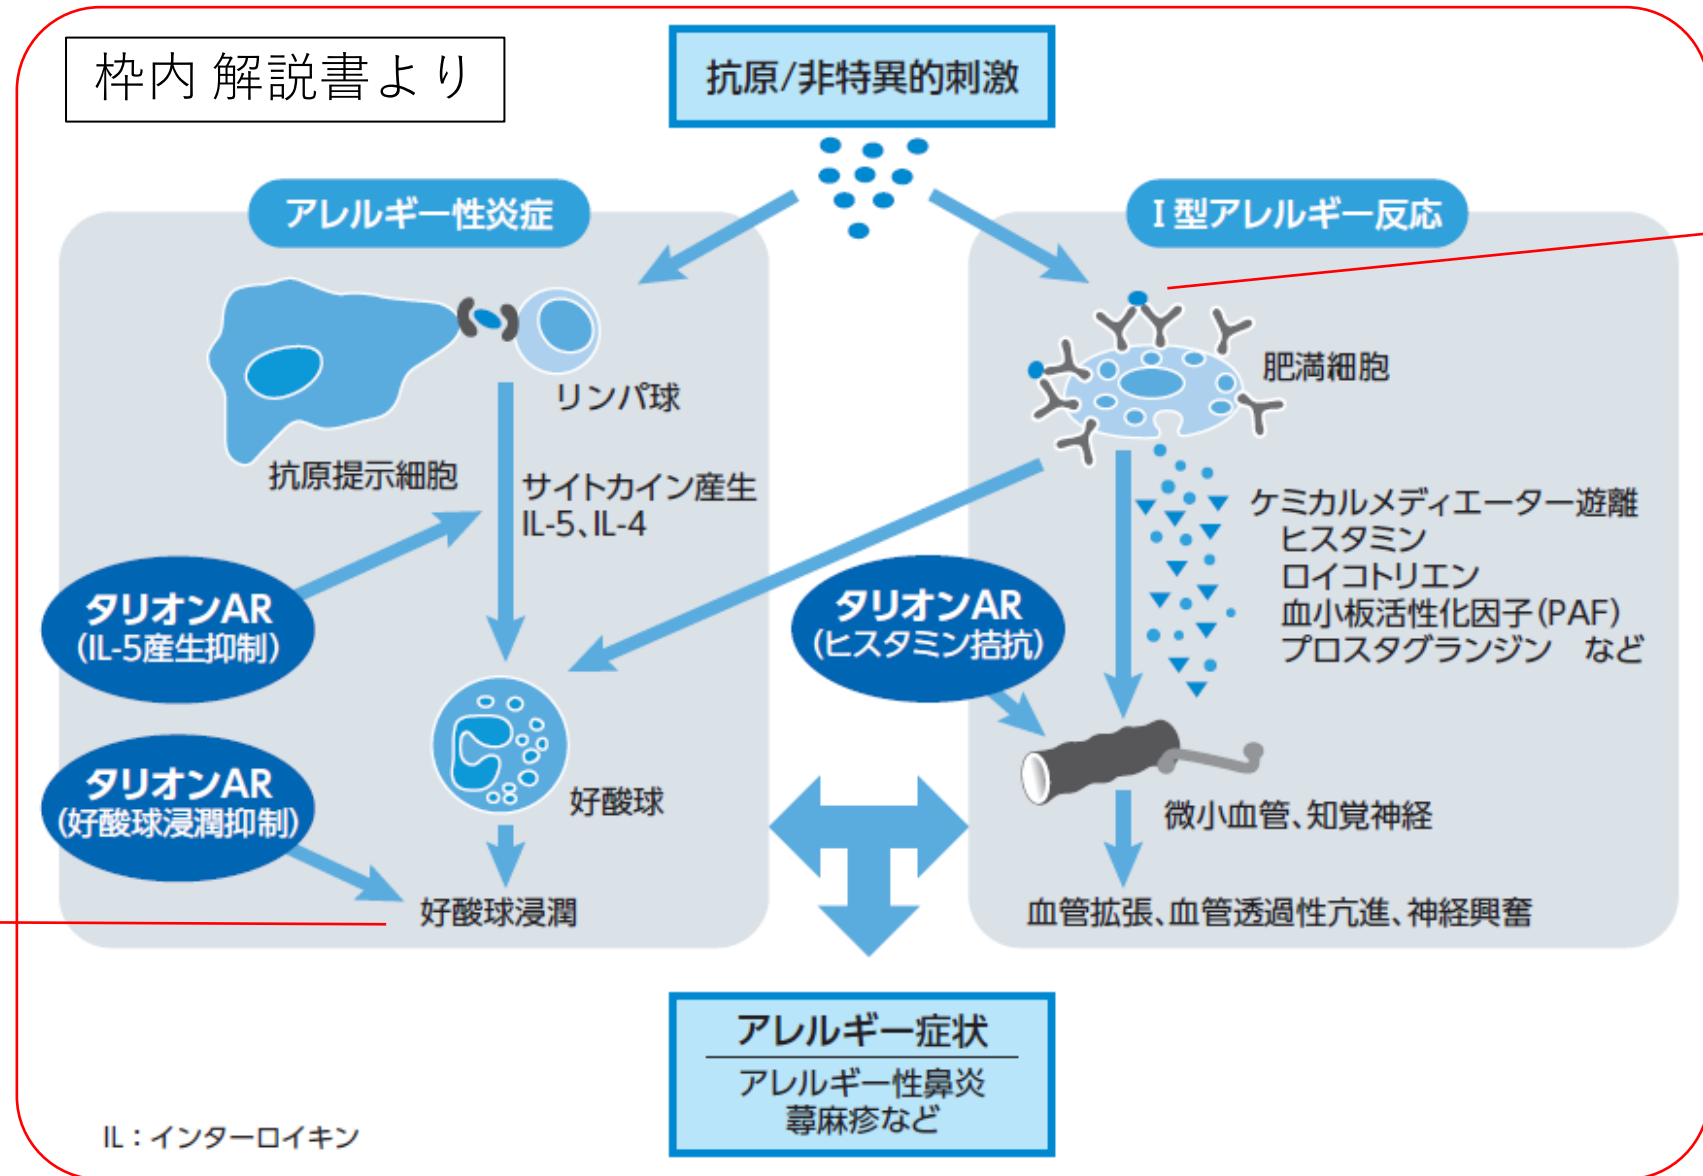 枠内 解説書より
抗原/非特異的刺激
アレルギー性炎症
Ⅰ型アレルギー反応
リンパ球
抗原提示細胞
肥満細胞
サイトカイン産生
IL-5、IL-4
ケミカルメディエーター遊離
ヒスタミン
ロイコトリエン
血小板活性化因子(PAF)
プロスタグランジン など
タリオンAR
(IL-5産生抑制)
タリオンAR
(ヒスタミン拮抗)
タリオンAR
(好酸球浸潤抑制)
好酸球
微小血管、知覚神経
好酸球浸潤
血管拡張、血管透過性亢進、神経興奮
アレルギー症状
アレルギー性鼻炎
蕁麻疹など
IL：インターロイキン